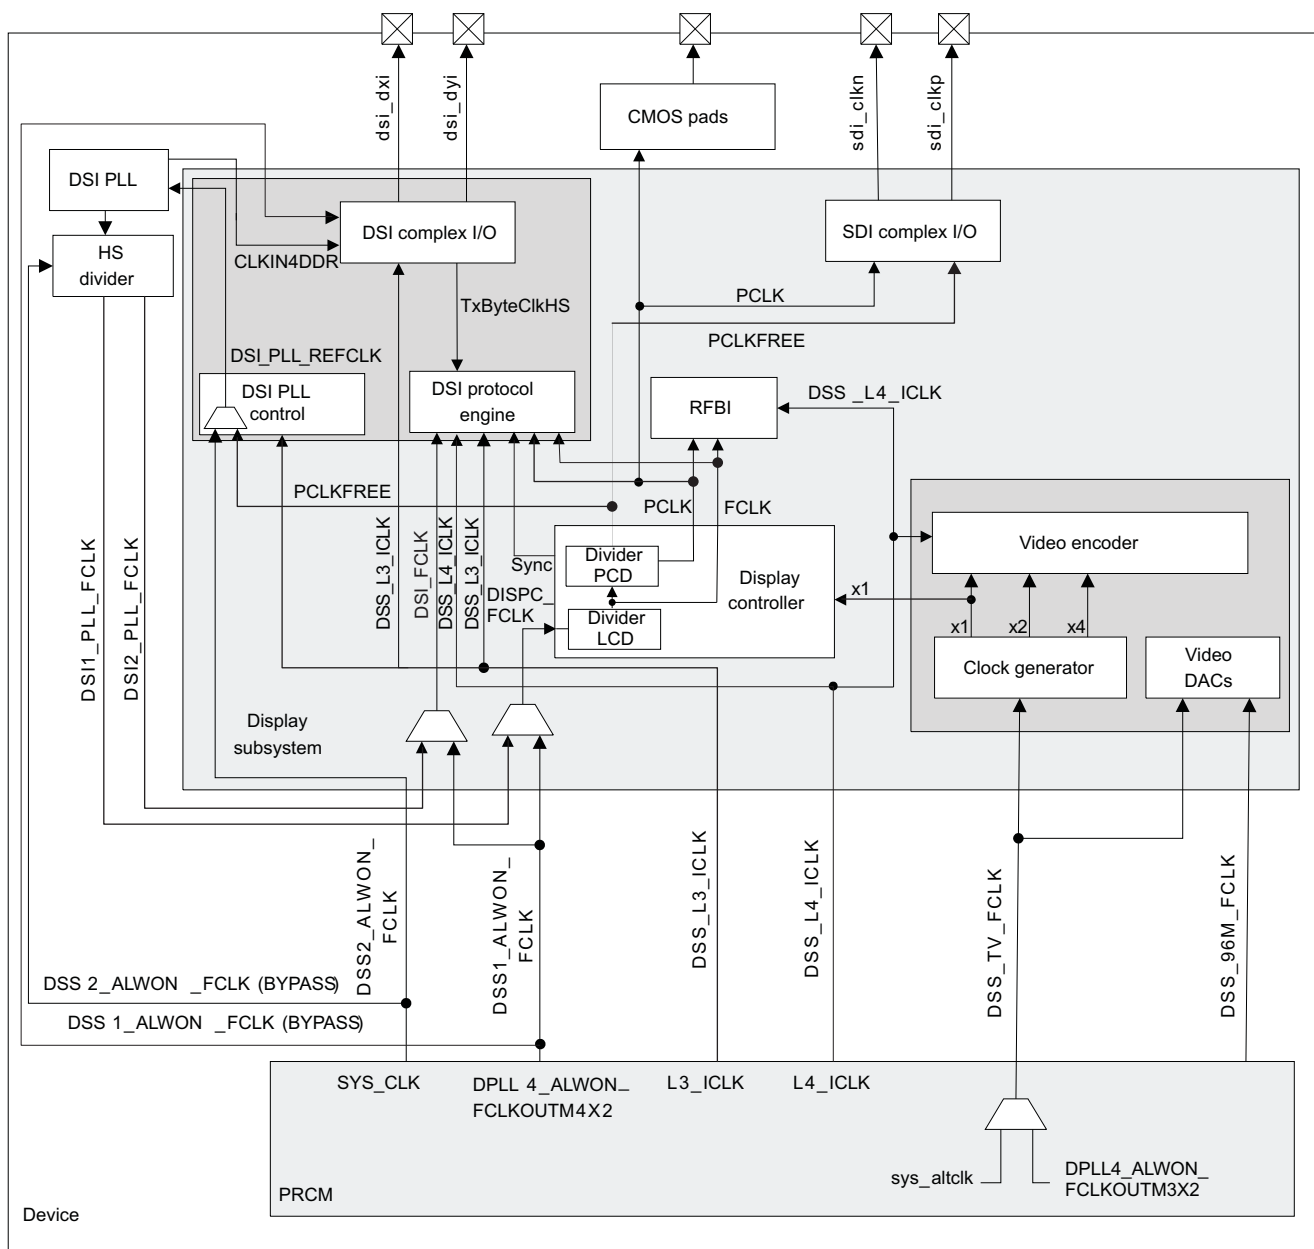 dsi_dxi
dsi_dyi
sdi_clkn
sdi_clkp
CMOS pads
DSI PLL
DSI complex I/O
SDI complex I/O
HS
divider
CLKIN4DDR
PCLK
TxByteClkHS
PCLKFREE
DSI_PLL_REFCLK
DSI PLL
control
DSI protocol
engine
RFBI
DSS _L4_ICLK
PCLKFREE
PCLK
FCLK
DSS_L3_ICLK
DSI_FCLK
DSS_L4_ICLK
DSS_L3_ICLK
Sync
DISPC_
FCLK
Divider
PCD
Divider
LCD
Display
controller
Video encoder
x1
x1
x2
x4
Clock generator
Video
DACs
DSI1_PLL_FCLK
DSI2_PLL_FCLK
Display
subsystem
DSS2_ALWON_
FCLK
DSS1_ALWON_
FCLK
DSS_L3_ICLK
DSS_L4_ICLK
DSS_TV_FCLK
DSS_96M_FCLK
DSS 2_ALWON _FCLK (BYPASS)
DSS 1_ALWON _FCLK (BYPASS)
SYS_CLK
DPLL 4_ALWON_
FCLKOUTM4X2
L3_ICLK
L4_ICLK
sys_altclk
DPLL4_ALWON_
FCLKOUTM3X2
PRCM
Device